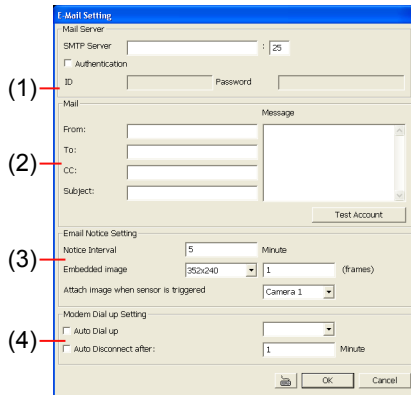 E-Mail Setting
Mail Server
SMTP Server : 25
Authentication
(1) ID Password
Mail
Message
From:
To:
(2)
CC:
Subject:
Test Account
Email Notice Setting
Notice Interval 5 Minute
(3)
Embedded image 352x240 1 (frames)
Attach image when sensor is triggered Camera 1
Modem Dial up Setting
Auto Dial up
(4)
Auto Disconnect after: 1 Minute
OK Cancel